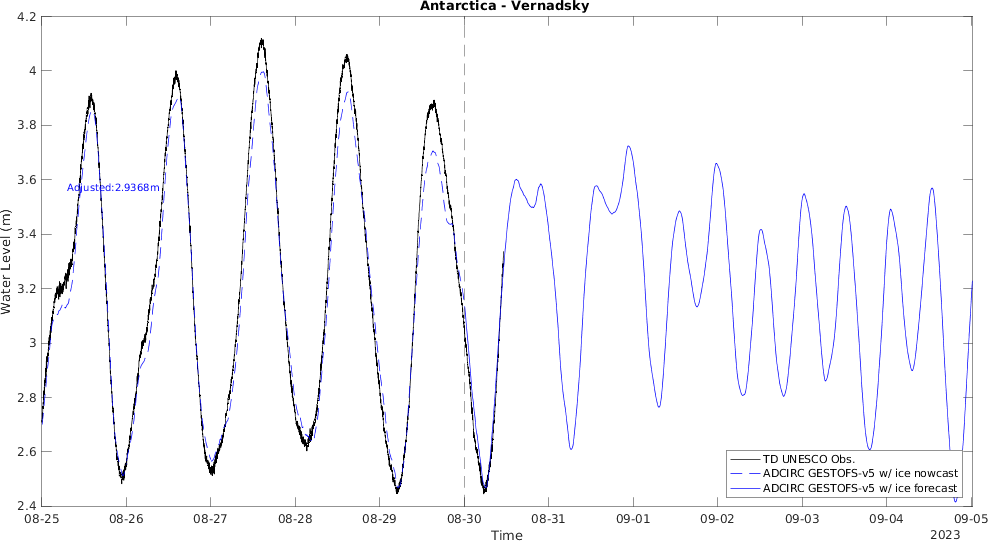 Antarctica - Vernadsky
Water Level (m)
4.2
4
3.8
3.6
3.4
3.2
3
2.8
2.6
2.4
Adjusted:2.9368m
TD UNESCO Obs.
ADCIRC GESTOFS-v5 w/ ice nowcast
ADCIRC GESTOFS-v5 w/ ice forecast
08-25 08-26 08-27 08-28 08-29 08-30 08-31 09-01 09-02 09-03 09-04 09-05
Time
2023